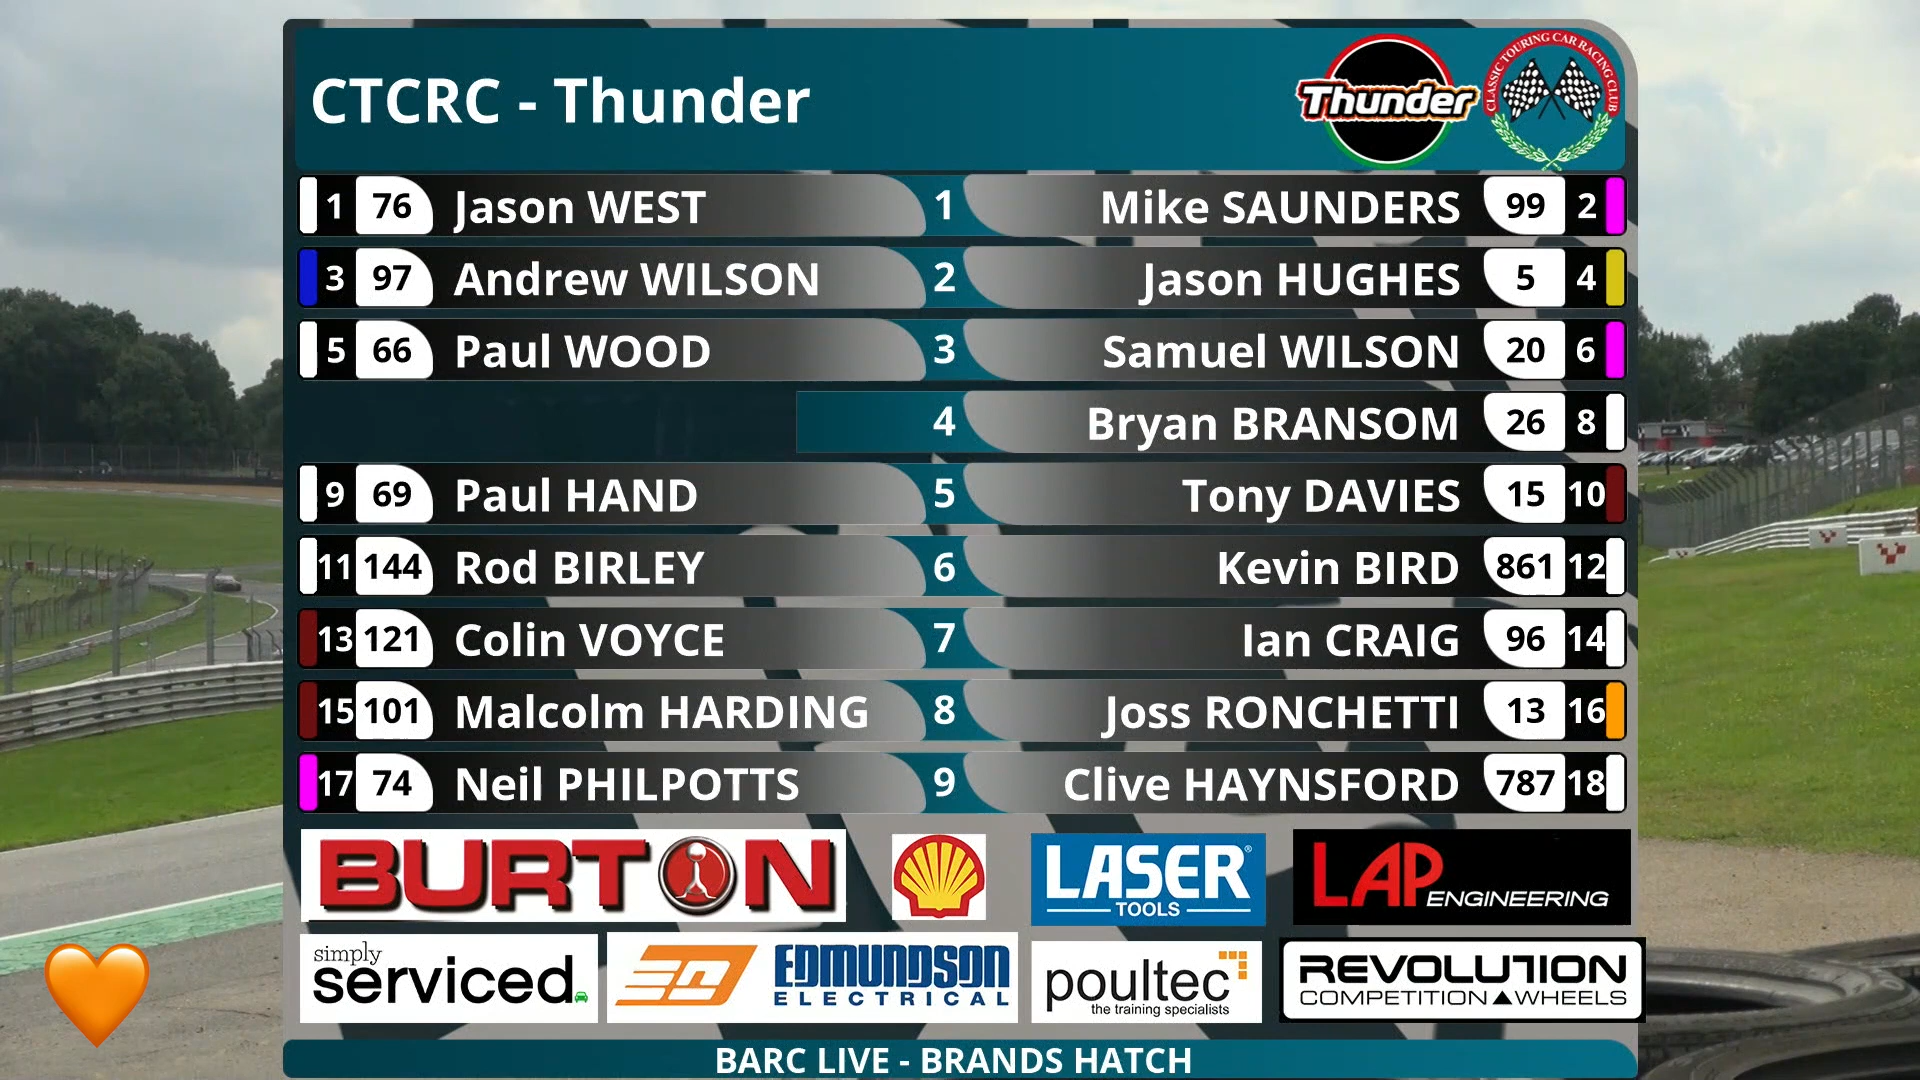 CTCRC - Thunder
Thunder
CLASSIC TOURING CAR RACING CLUB
1 76 Jason WEST 1 Mike SAUNDERS 99 2
3 97 Andrew WILSON 2 Jason HUGHES 5 4
5 66 Paul WOOD 3 Samuel WILSON 20 6
4 Bryan BRANSOM 26 8
9 69 Paul HAND 5 Tony DAVIES 15 10
11 144 Rod BIRLEY 6 Kevin BIRD 861 12
13 121 Colin VOYCE 7 Ian CRAIG 96 14
15 101 Malcolm HARDING 8 Joss RONCHETTI 13 16
17 74 Neil PHILPOTTS 9 Clive HAYNSFORD 787 18
BURTON
LASER®
TOOLS
LAP ENGINEERING
simply
serviced.
EDMUNDSON
ELECTRICAL
poultec
the training specialists
REVOLUTION
COMPETITION▲WHEELS
BARC LIVE - BRANDS HATCH